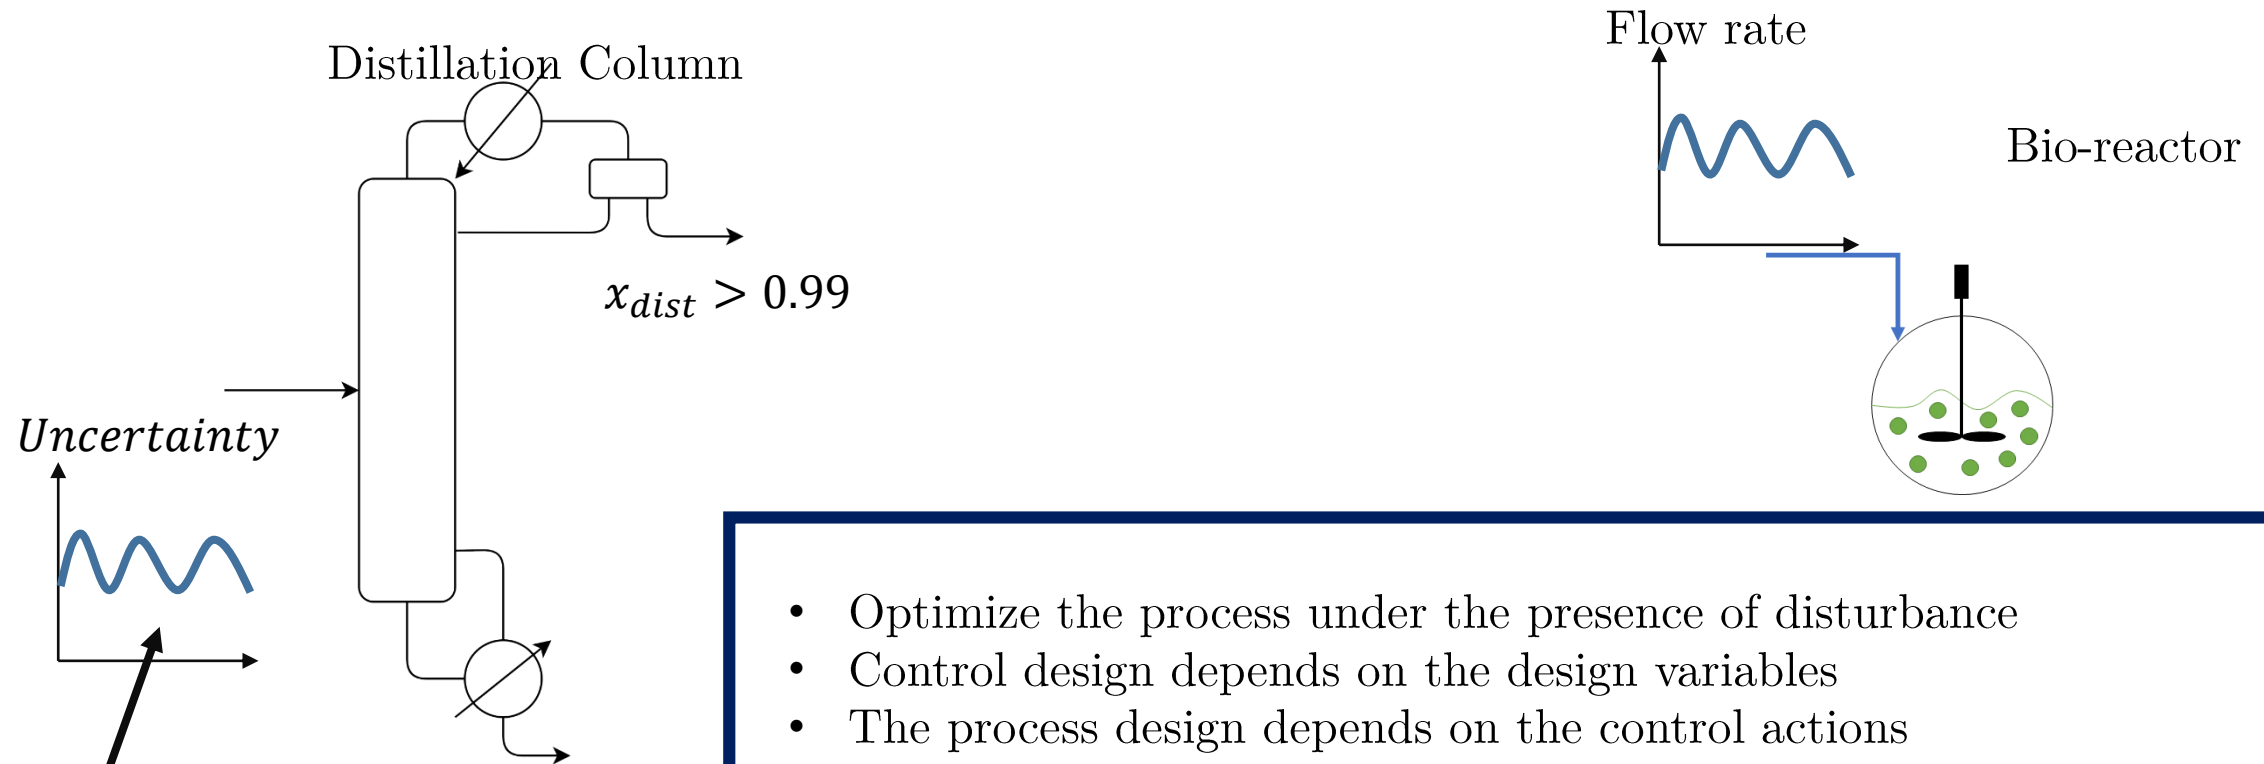 Distillation Column
Flow rate
Bio-reactor
x_dist > 0.99
Uncertainty
• Optimize the process under the presence of disturbance
• Control design depends on the design variables
• The process design depends on the control actions